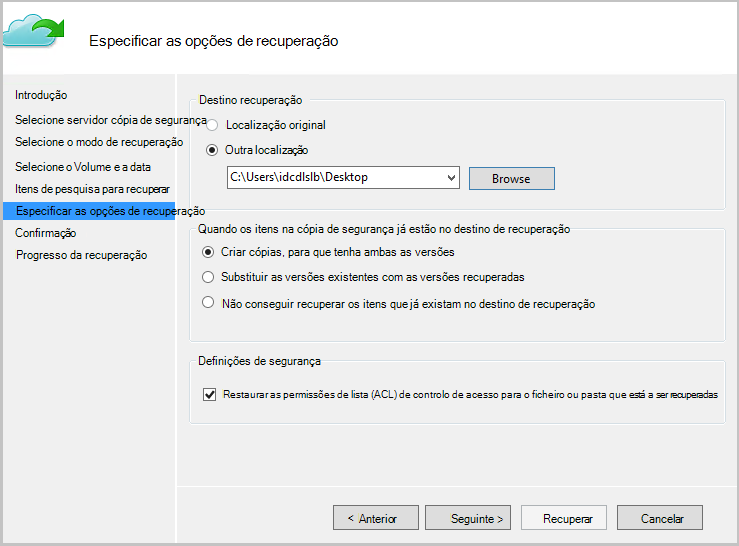 Especificar as opções de recuperação
Introdução
Selecione servidor cópia de segurança
Selecione o modo de recuperação
Selecione o Volume e a data
Itens de pesquisa para recuperar
Especificar as opções de recuperação
Confirmação
Progresso da recuperação
Destino recuperação
Localização original
Outra localização
C:\Users\idcdlslb\Desktop
Browse
Quando os itens na cópia de segurança já estão no destino de recuperação
Criar cópias, para que tenha ambas as versões
Substituir as versões existentes com as versões recuperadas
Não conseguir recuperar os itens que já existam no destino de recuperação
Definições de segurança
Restaurar as permissões de lista (ACL) de controlo de acesso para o ficheiro ou pasta que está a ser recuperadas
< Anterior
Seguinte >
Recuperar
Cancelar